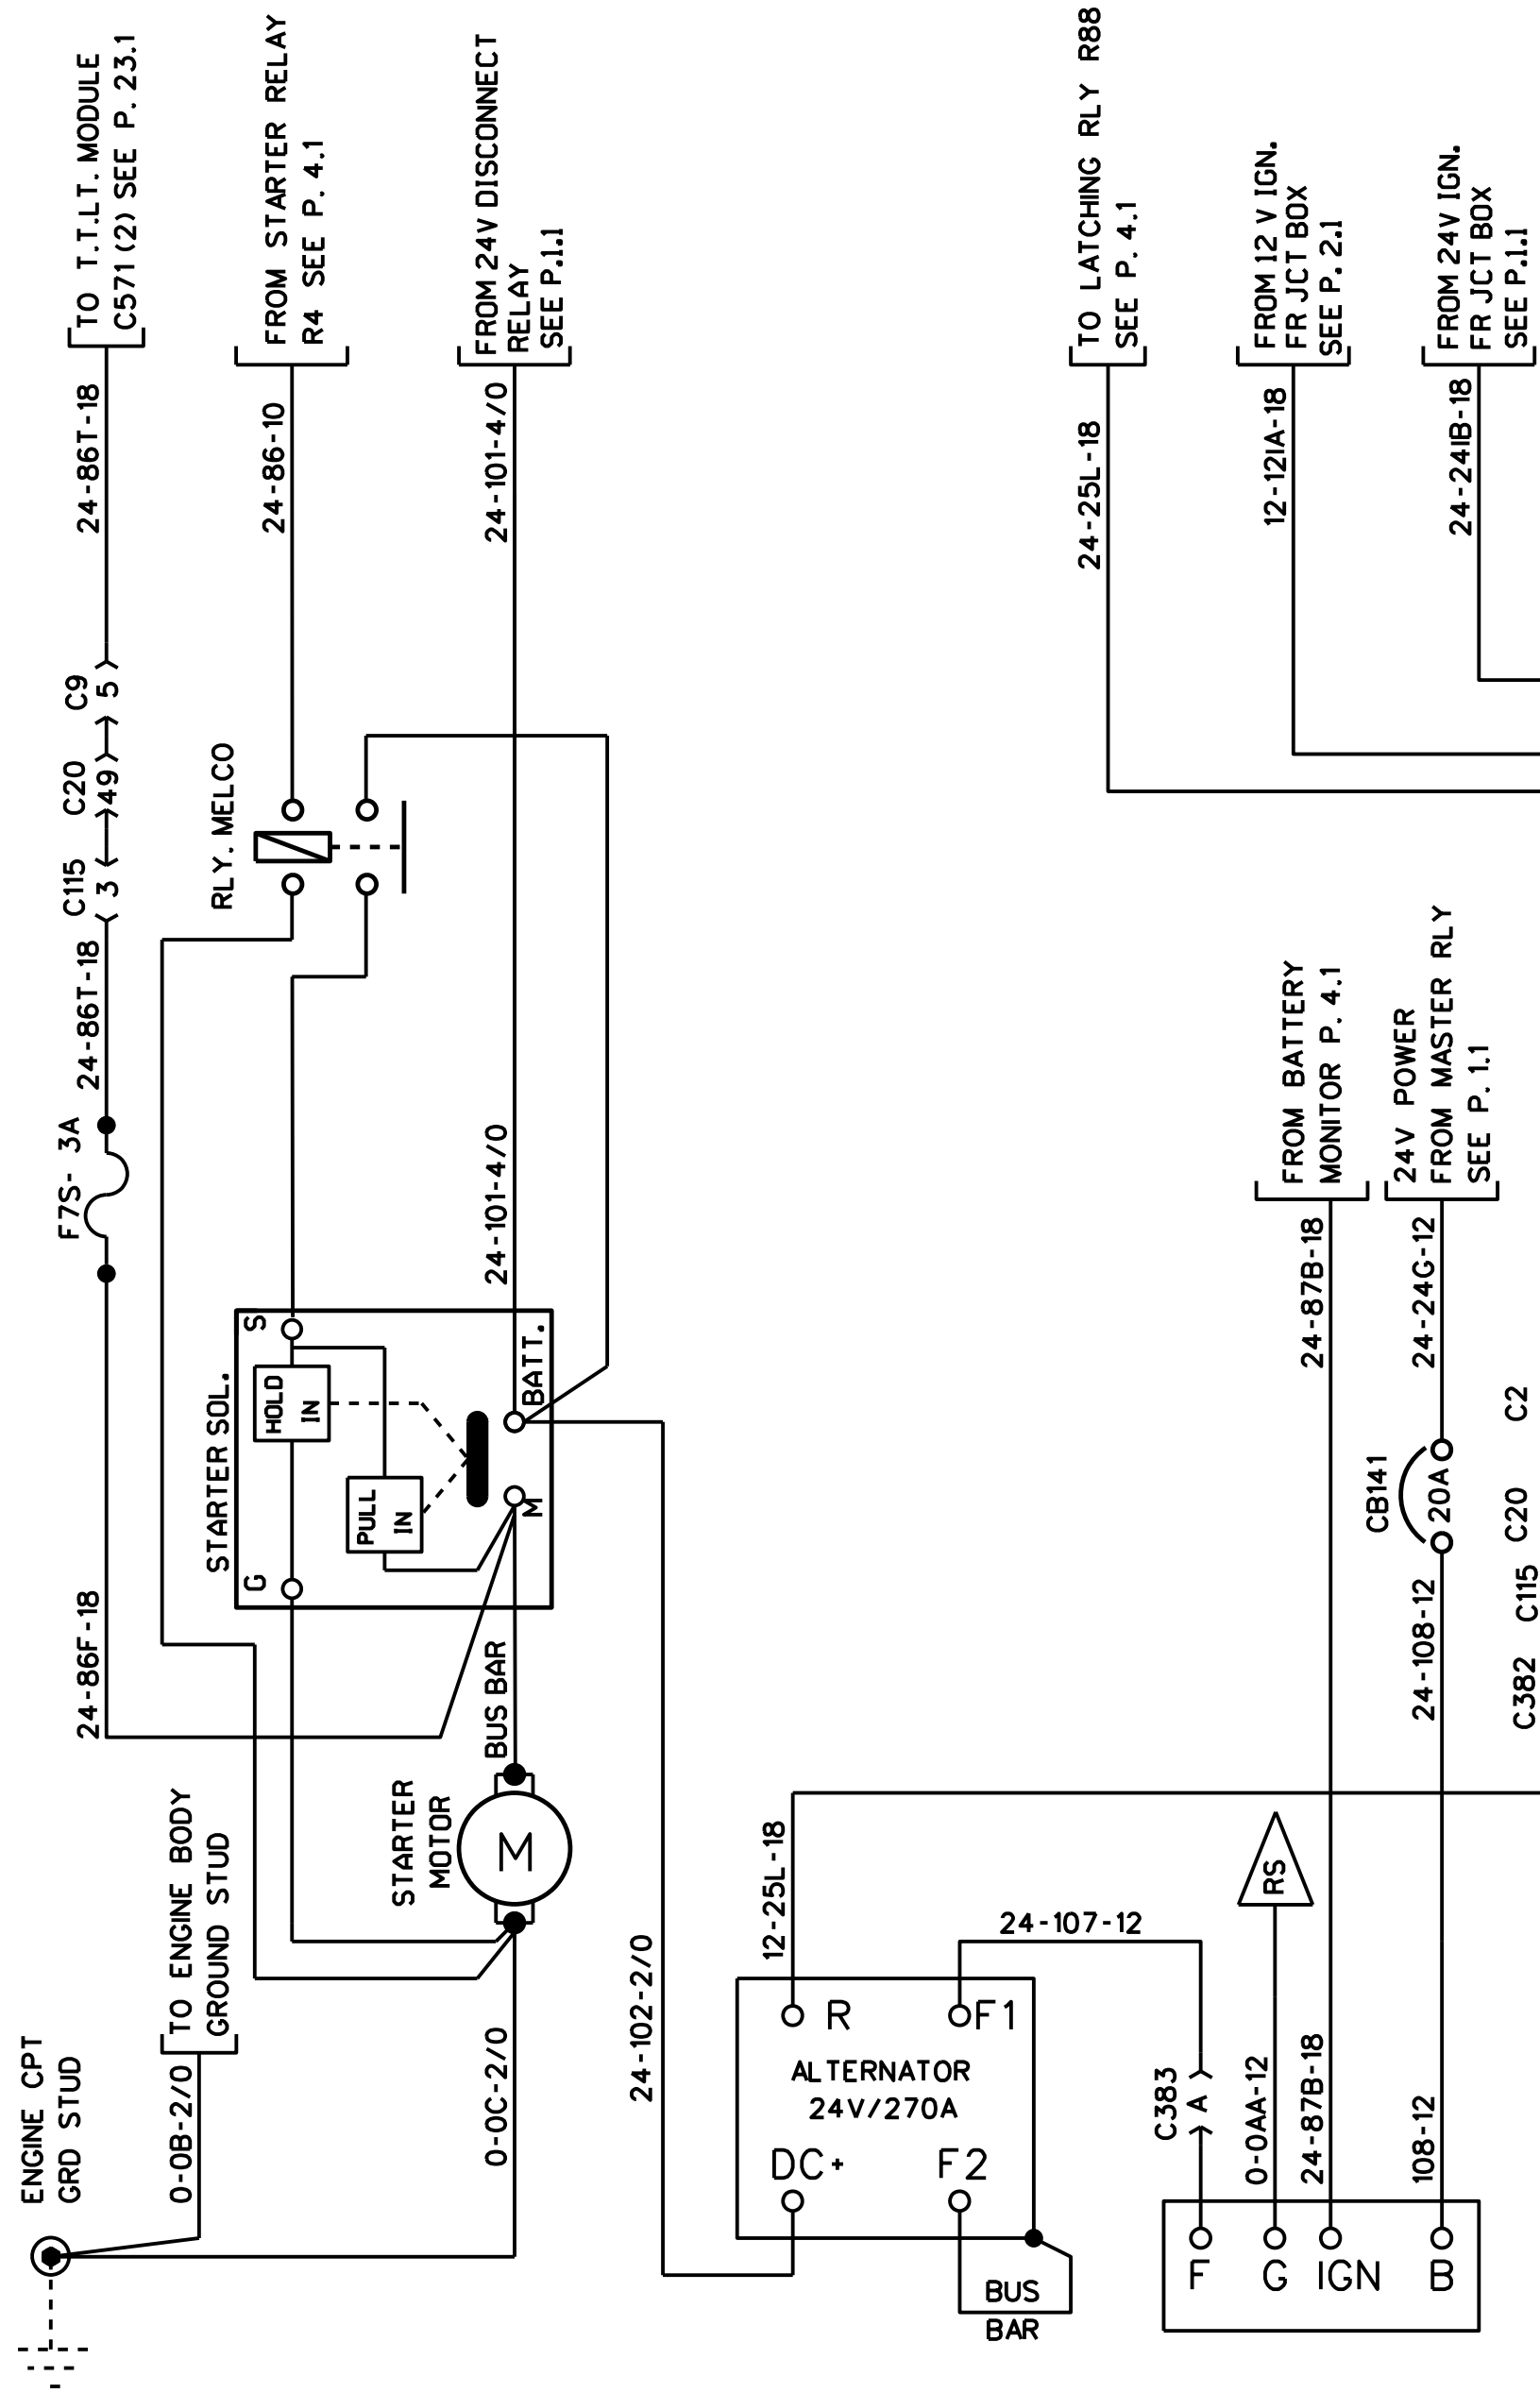 TO T.T.LT. MODULE
C571(2) SEE P. 23.1
24-86T-18
C9
5
C20
49
C115
3
24-86T-18
F7S- 3A
24-86F-18
FROM STARTER RELAY
R4 SEE P. 4.1
24-86-10
RLY. MELCO
FROM 24V DISCONNECT
RELAY
SEE P.1.1
24-101-4/0
24-101-4/0
STARTER SOL.
S
HOLD
IN
PULL
IN
G
BATT.
M
BUS BAR
STARTER
MOTOR
M
TO ENGINE BODY
GROUND STUD
0-0B-2/0
ENGINE CPT
GRD STUD
0-0C-2/0
24-102-2/0
TO LATCHING RLY R88
SEE P. 4.1
24-25L-18
FROM 12 V IGN.
FR JCT BOX
SEE P. 2.1
12-12IA-18
FROM 24V IGN.
FR JCT BOX
SEE P.1.1
24-24IB-18
FROM BATTERY
MONITOR P. 4.1
24-87B-18
24V POWER
FROM MASTER RLY
SEE P. 1.1
24-24G-12
CB141
20A
24-108-12
C2
C20
C115
C382
12-25L-18
R
F1
ALTERNATOR
24V/270A
DC+
F2
BUS
BAR
24-107-12
C383
A
RS
0-0AA-12
24-87B-18
108-12
F
G
IGN
B